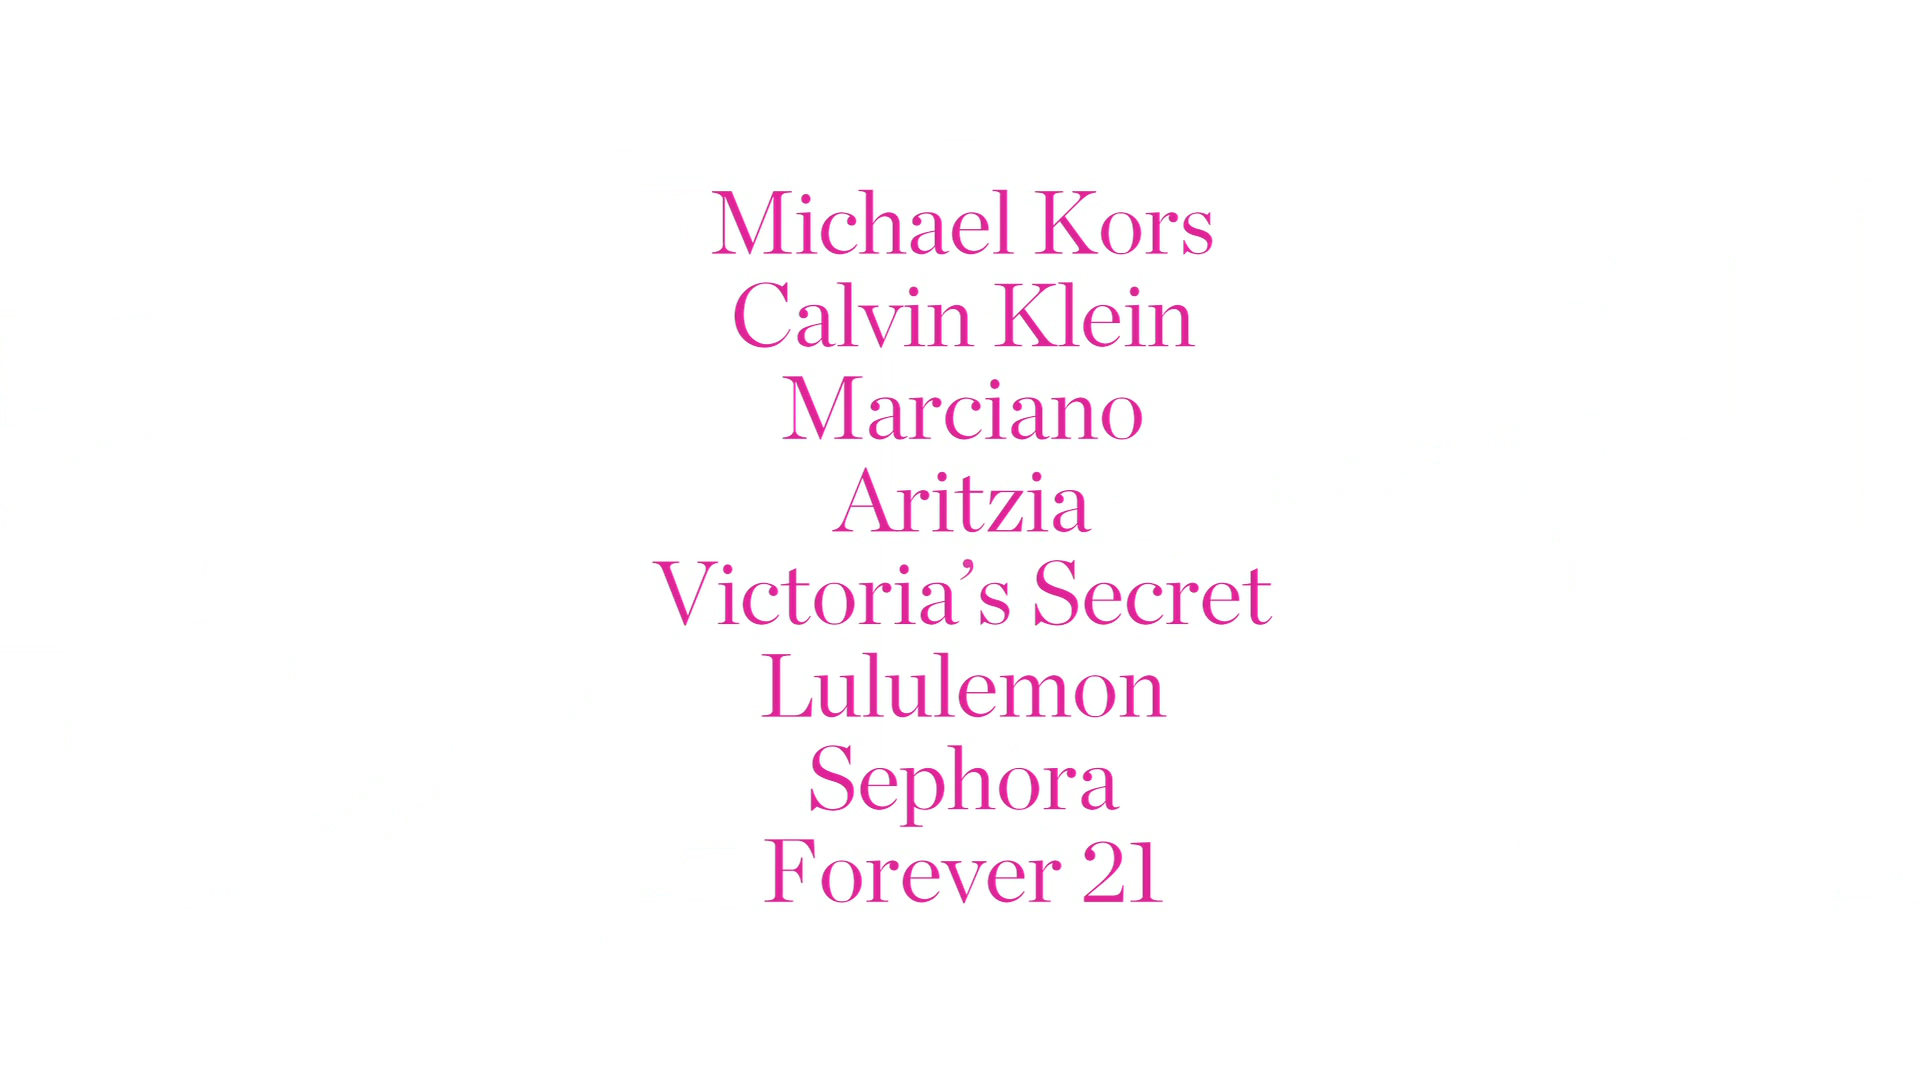 Michael Kors
Calvin Klein
Marciano
Aritzia
Victoria’s Secret
Lululemon
Sephora
Forever 21